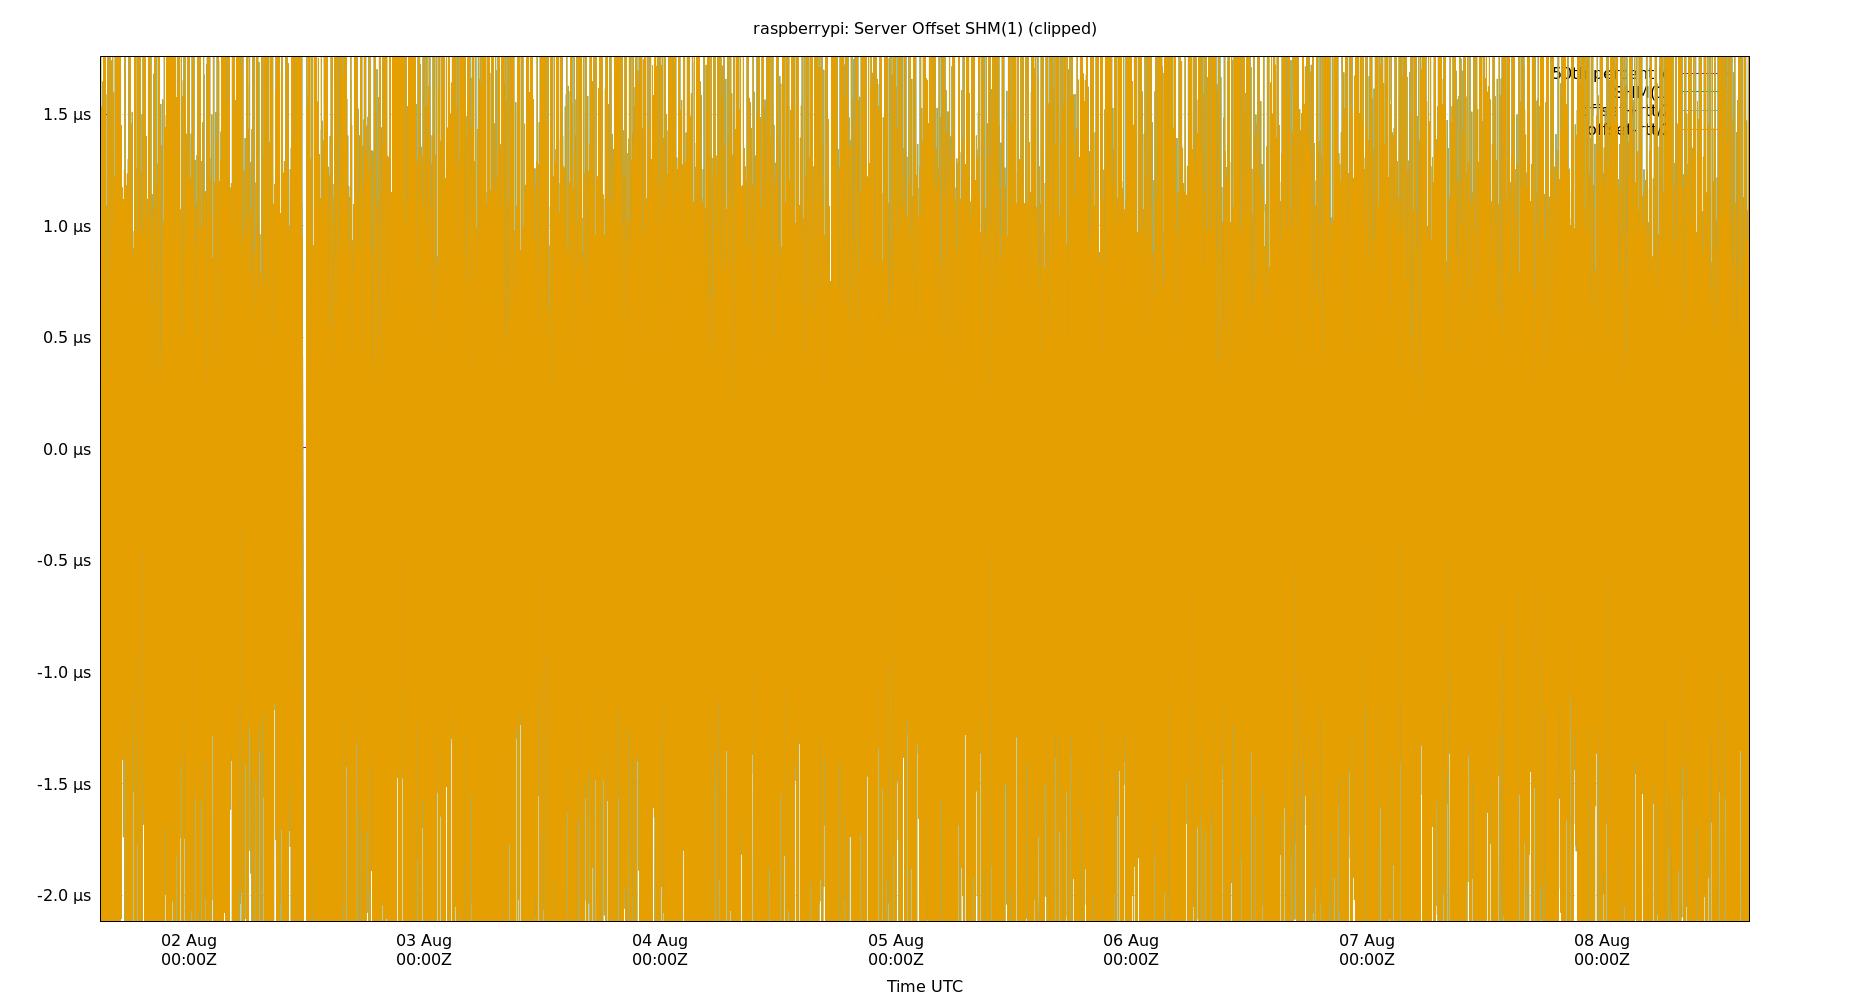 raspberrypi: Server Offset SHM(1) (clipped)
1.5 µs
1.0 µs
0.5 µs
0.0 µs
-0.5 µs
-1.0 µs
-1.5 µs
-2.0 µs
02 Aug 03 Aug 04 Aug 05 Aug 06 Aug 07 Aug 08 Aug
00:00Z 00:00Z 00:00Z 00:00Z 00:00Z 00:00Z 00:00Z
Time UTC